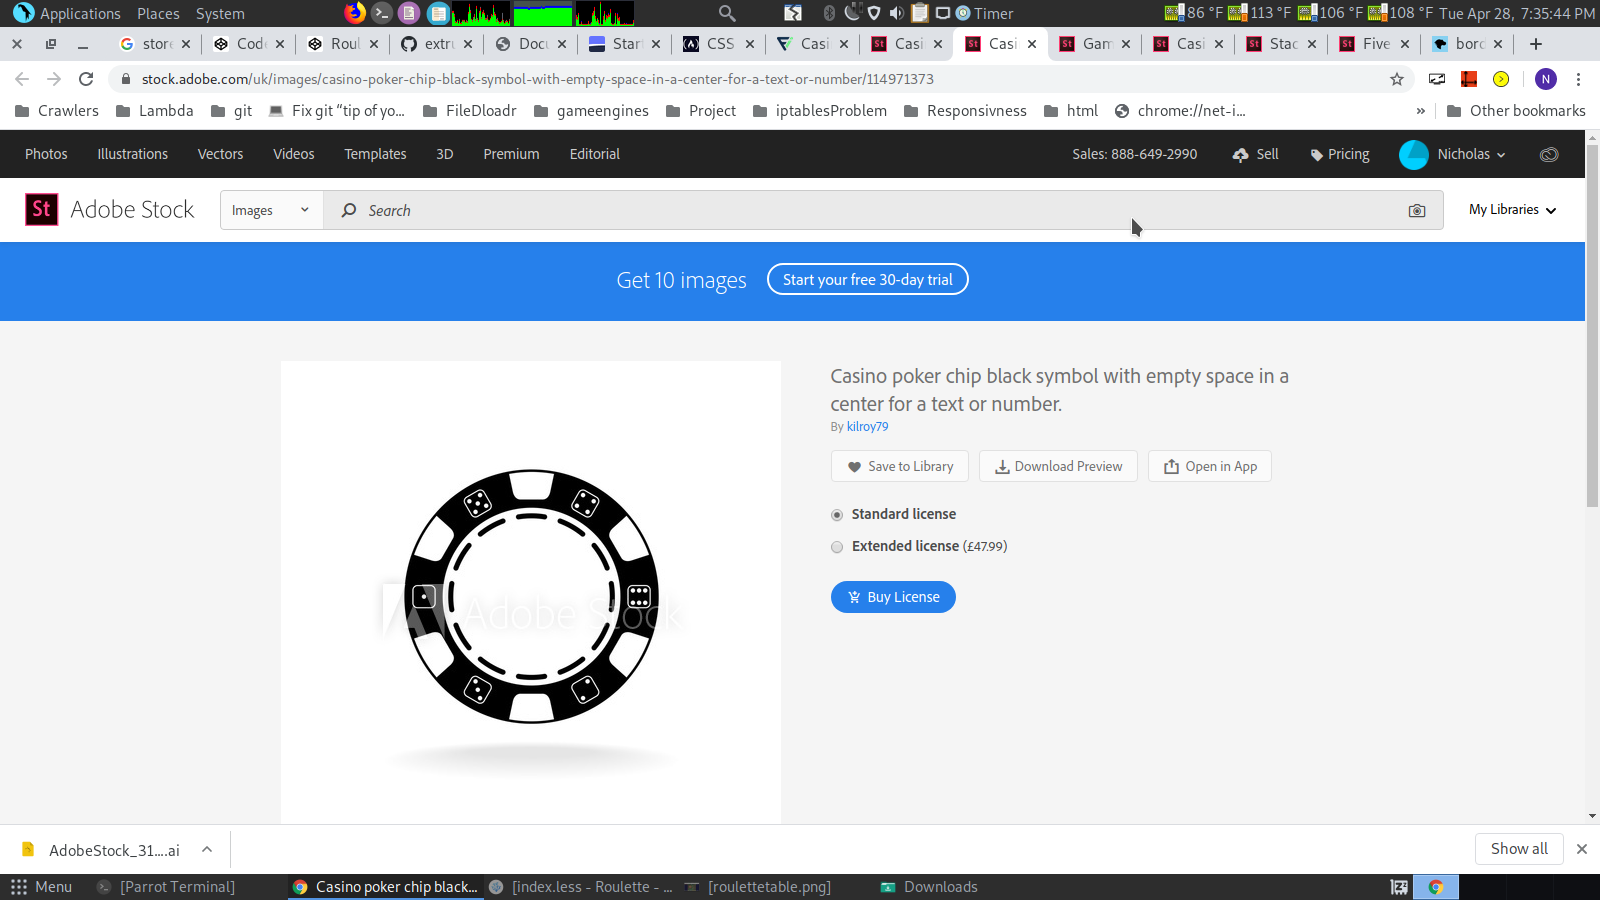 Applications Places System Timer 86 °F 113 °F 106 °F 108 °F Tue Apr 28, 7:35:44 PM
store Code Roul extru Docu Star CSS Casi Casi Casi Gam Casi Stac Five bord
stock.adobe.com/uk/images/casino-poker-chip-black-symbol-with-empty-space-in-a-center-for-a-text-or-number/114971373 N
Crawlers Lambda git Fix git “tip of yo... FileDloadr gameengines Project iptablesProblem Responsivness html chrome://net-i... » Other bookmarks
Photos Illustrations Vectors Videos Templates 3D Premium Editorial Sales: 888-649-2990 Sell Pricing Nicholas
St Adobe Stock Images Search My Libraries
Get 10 images Start your free 30-day trial
Casino poker chip black symbol with empty space in a
center for a text or number.
By kilroy79
Save to Library Download Preview Open in App
Standard license
Extended license (£47.99)
Buy License
Adobe Stock
AdobeStock_31....ai Show all
Menu [Parrot Terminal] Casino poker chip black... [index.less - Roulette - ... [roulettetable.png] Downloads